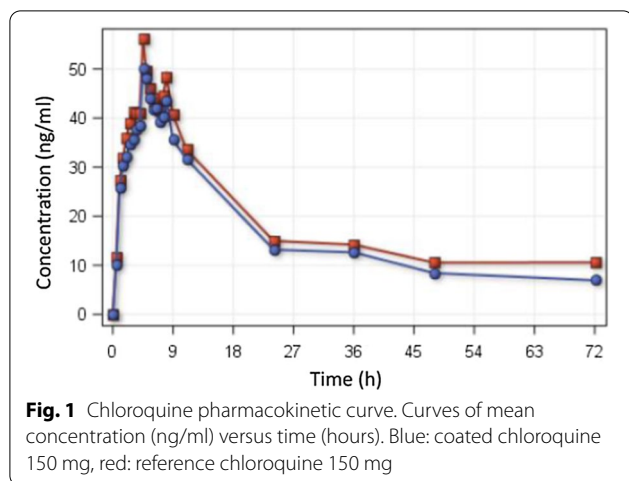 50
40
30
20
10
0
Concentration (ng/ml)
0 9 18 27 36 45 54 63 72
Time (h)
Fig. 1 Chloroquine pharmacokinetic curve. Curves of mean
concentration (ng/ml) versus time (hours). Blue: coated chloroquine
150 mg, red: reference chloroquine 150 mg